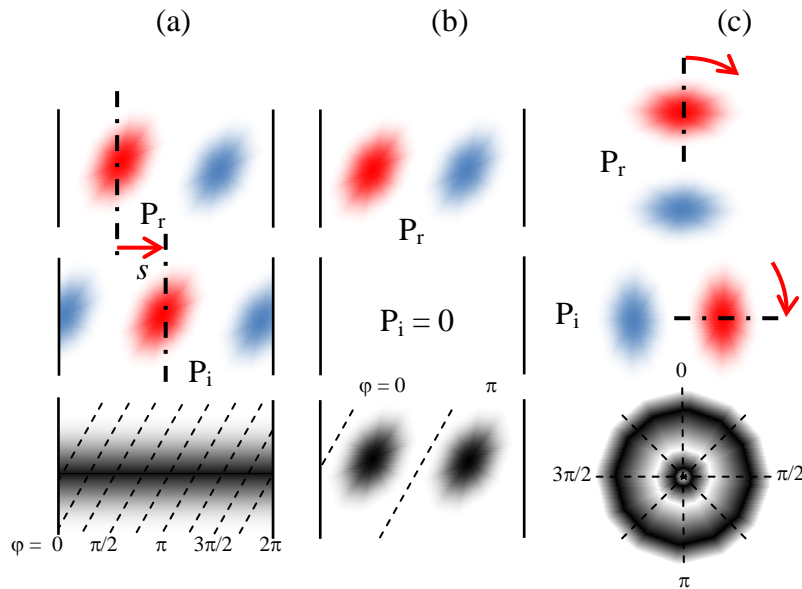 (a)
(b)
(c)
P_r
s
P_i
P_r
P_i = 0
P_r
P_i
φ = 0 π
φ = 0 π/2 π 3π/2 2π
0
3π/2 π/2
π